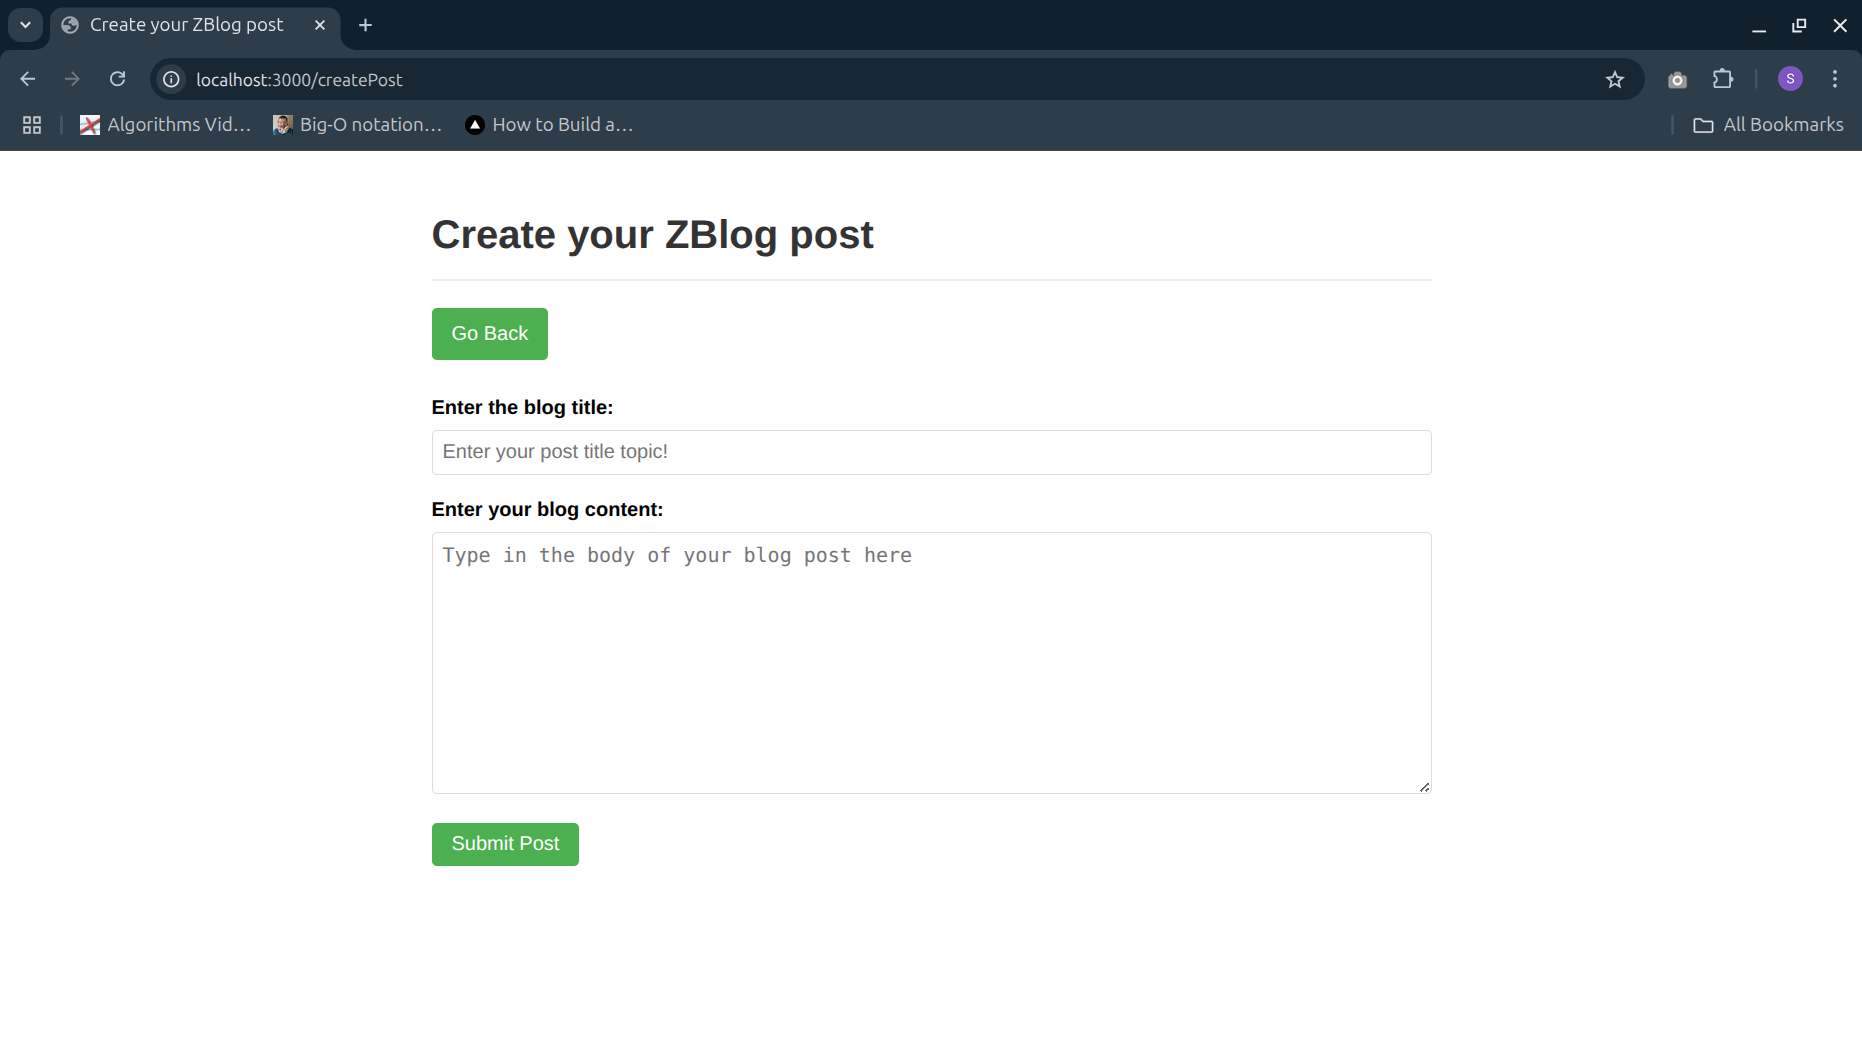 Create your ZBlog post
localhost:3000/createPost
S
Algorithms Vid... Big-O notation... How to Build a... All Bookmarks
Create your ZBlog post
Go Back
Enter the blog title:
Enter your post title topic!
Enter your blog content:
Type in the body of your blog post here
Submit Post